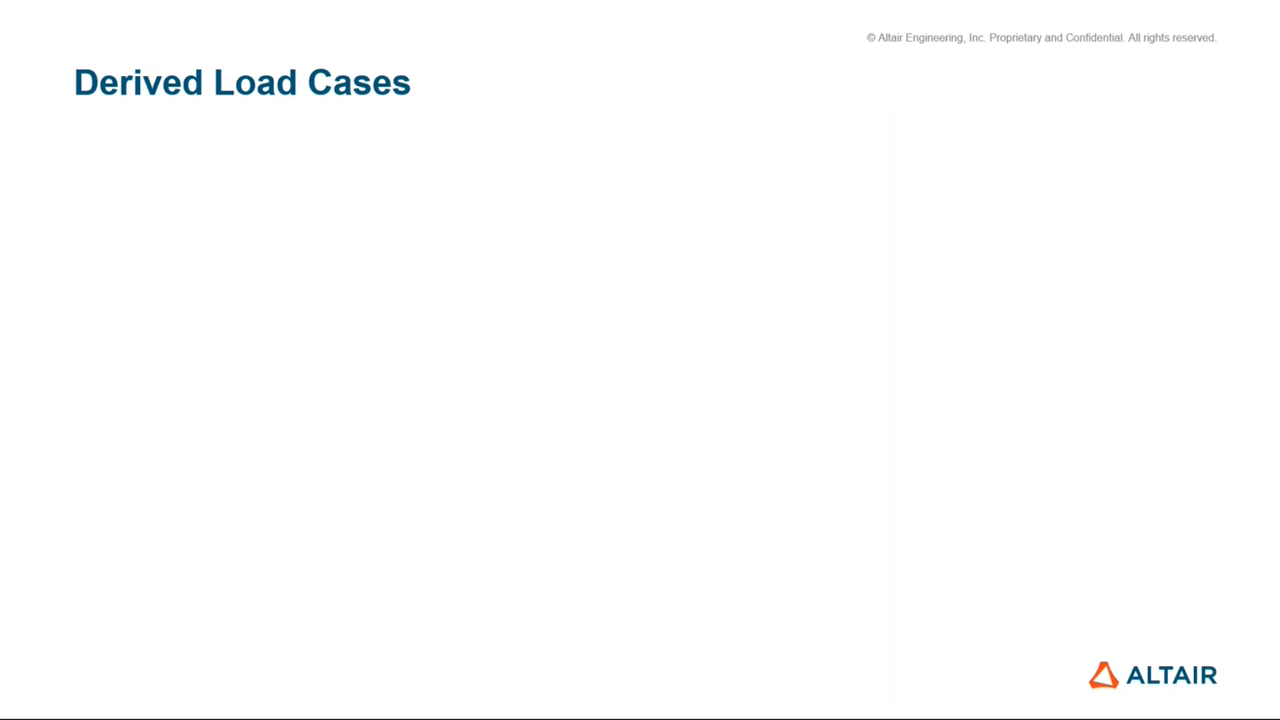 © Altair Engineering, Inc. Proprietary and Confidential. All rights reserved.
Derived Load Cases
ALTAIR